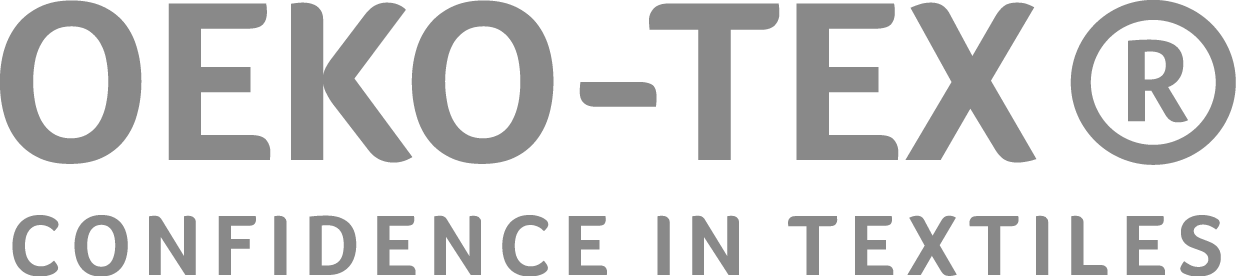 OEKO-TEX®
CONFIDENCE IN TEXTILES